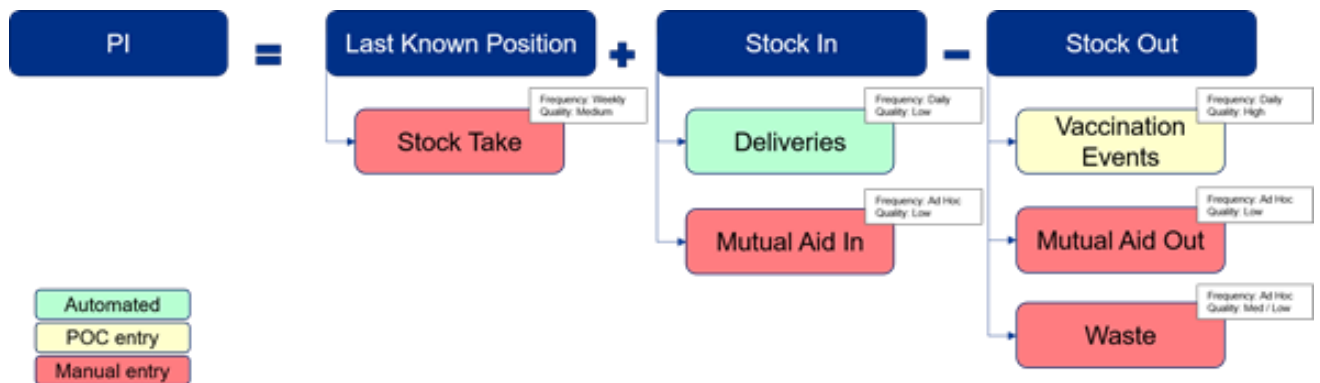 PI
=
Last Known Position
+
Stock In
-
Stock Out
Frequency: Weekly
Quality: Medium
Stock Take
Frequency: Daily
Quality: Low
Deliveries
Frequency: Daily
Quality: High
Vaccination
Events
Frequency: Ad Hoc
Quality: Low
Mutual Aid In
Frequency: Ad Hoc
Quality: Low
Mutual Aid Out
Frequency: Ad Hoc
Quality: Med / Low
Waste
Automated
POC entry
Manual entry